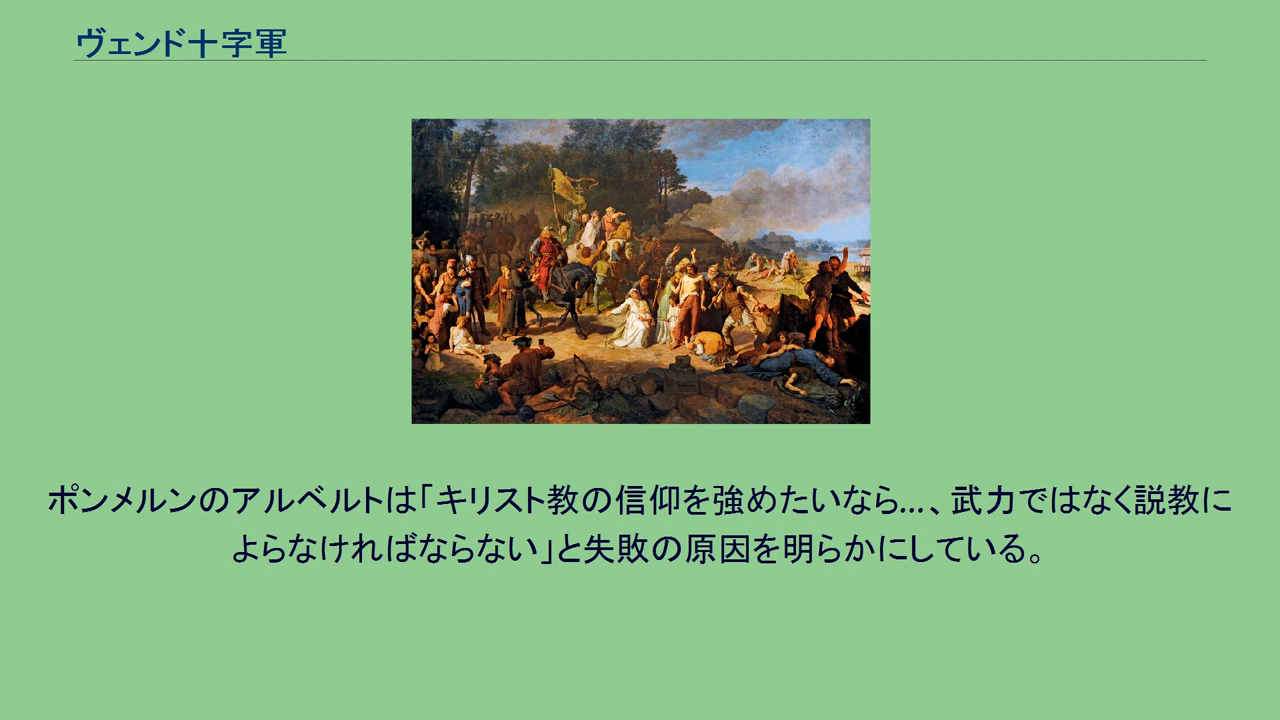 ヴェンド十字軍
ポンメルンのアルベルトは「キリスト教の信仰を強めたいなら…、武力ではなく説教に
よらなければならない」と失敗の原因を明らかにしている。